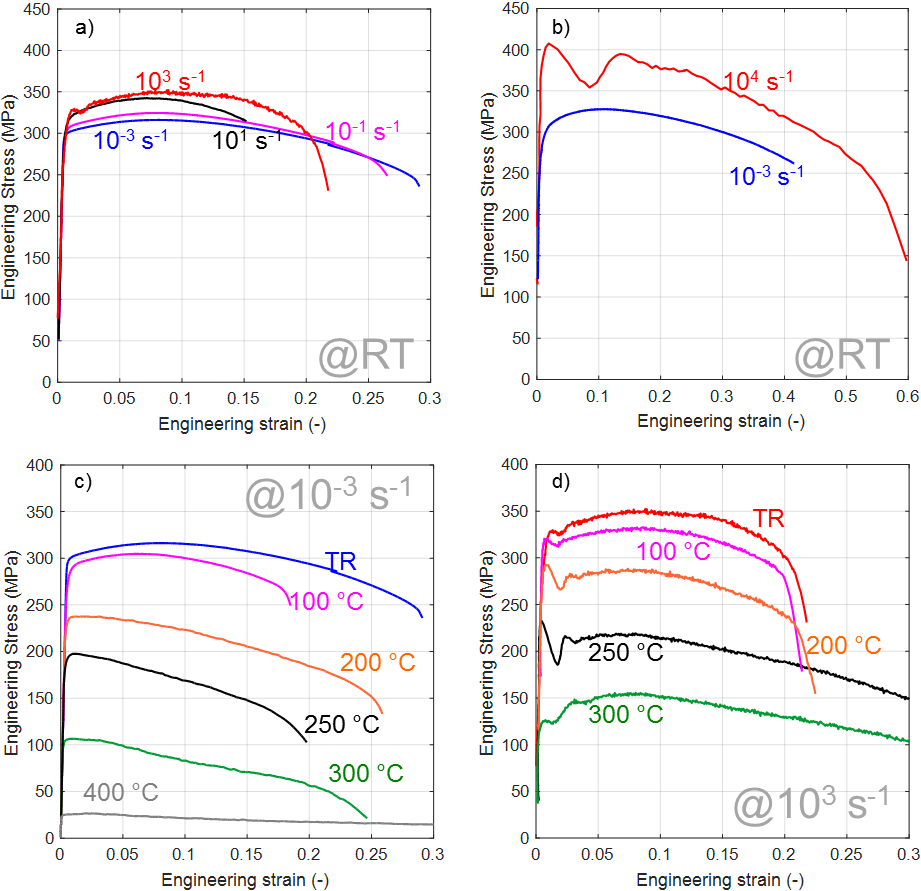 a)
450
400
350
300
250
200
150
100
50
0
Engineering Stress (MPa)
10³ s⁻¹
10⁻³ s⁻¹
10¹ s⁻¹
10⁻¹ s⁻¹
@RT
0 0.05 0.1 0.15 0.2 0.25 0.3
Engineering strain (-)
b)
450
400
350
300
250
200
150
100
50
0
Engineering Stress (MPa)
10⁴ s⁻¹
10⁻³ s⁻¹
@RT
0 0.1 0.2 0.3 0.4 0.5 0.6
Engineering strain (-)
c)
@10⁻³ s⁻¹
400
350
300
250
200
150
100
50
0
Engineering Stress (MPa)
TR
100 °C
200 °C
250 °C
300 °C
400 °C
0 0.05 0.1 0.15 0.2 0.25 0.3
Engineering strain (-)
d)
400
350
300
250
200
150
100
50
0
Engineering Stress (MPa)
TR
100 °C
200 °C
250 °C
300 °C
@10³ s⁻¹
0 0.05 0.1 0.15 0.2 0.25 0.3
Engineering strain (-)